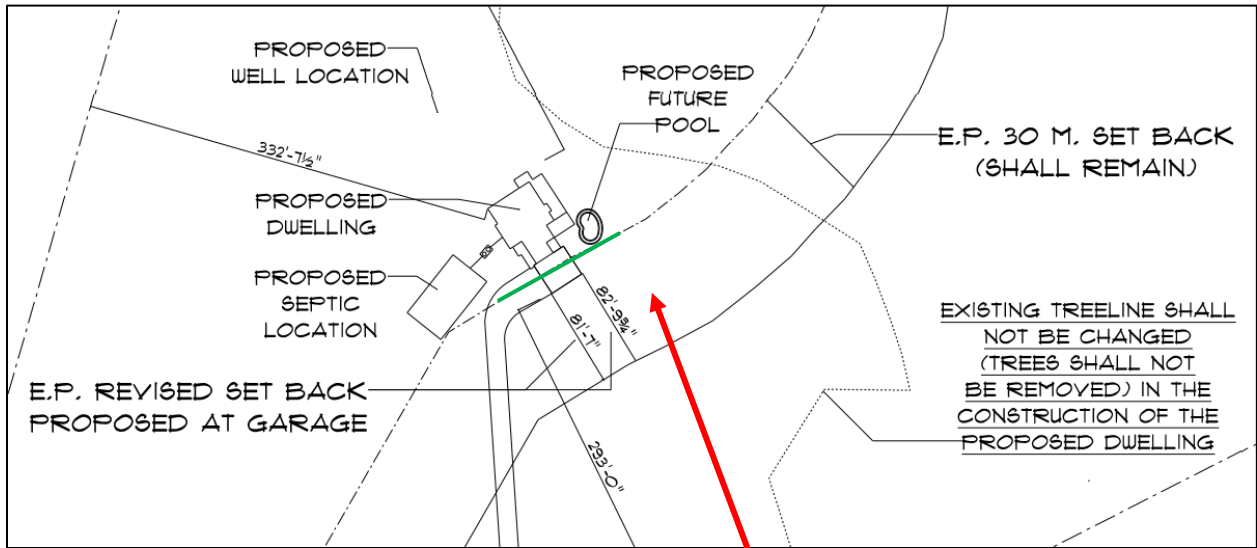 PROPOSED
WELL LOCATION
PROPOSED
FUTURE
POOL
E.P. 30 M. SET BACK
(SHALL REMAIN)
332'-7½"
PROPOSED
DWELLING
PROPOSED
SEPTIC
LOCATION
82'-9¾"
81'-7"
EXISTING TREELINE SHALL
NOT BE CHANGED
(TREES SHALL NOT
BE REMOVED) IN THE
CONSTRUCTION OF THE
PROPOSED DWELLING
E.P. REVISED SET BACK
PROPOSED AT GARAGE
293'-0"